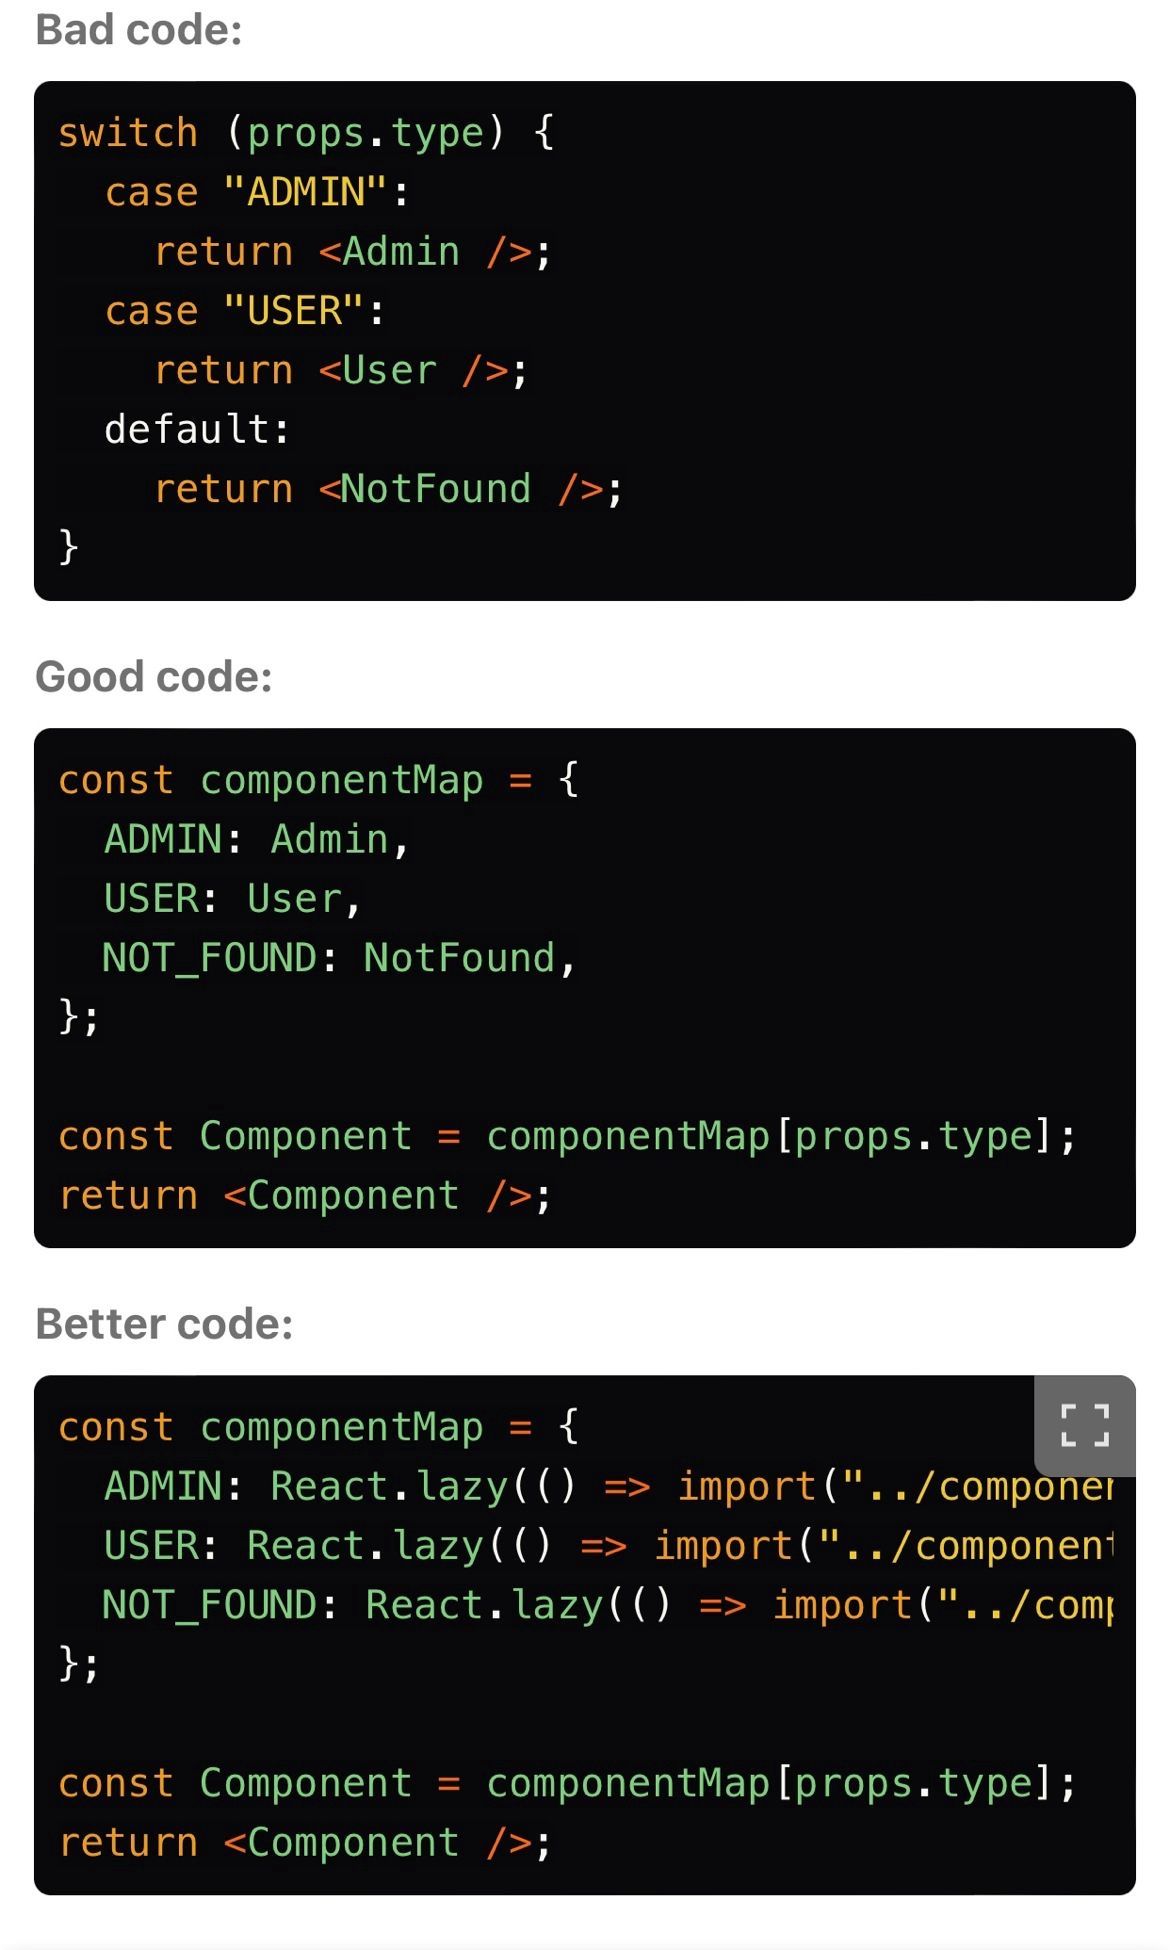 Bad code:
switch (props.type) {
  case "ADMIN":
    return <Admin />;
  case "USER":
    return <User />;
  default:
    return <NotFound />;
}
Good code:
const componentMap = {
  ADMIN: Admin,
  USER: User,
  NOT_FOUND: NotFound,
};
const Component = componentMap[props.type];
return <Component />;
Better code:
const componentMap = {
  ADMIN: React.lazy(() => import("../componen
  USER: React.lazy(() => import("../component
  NOT_FOUND: React.lazy(() => import("../comp
};
const Component = componentMap[props.type];
return <Component />;